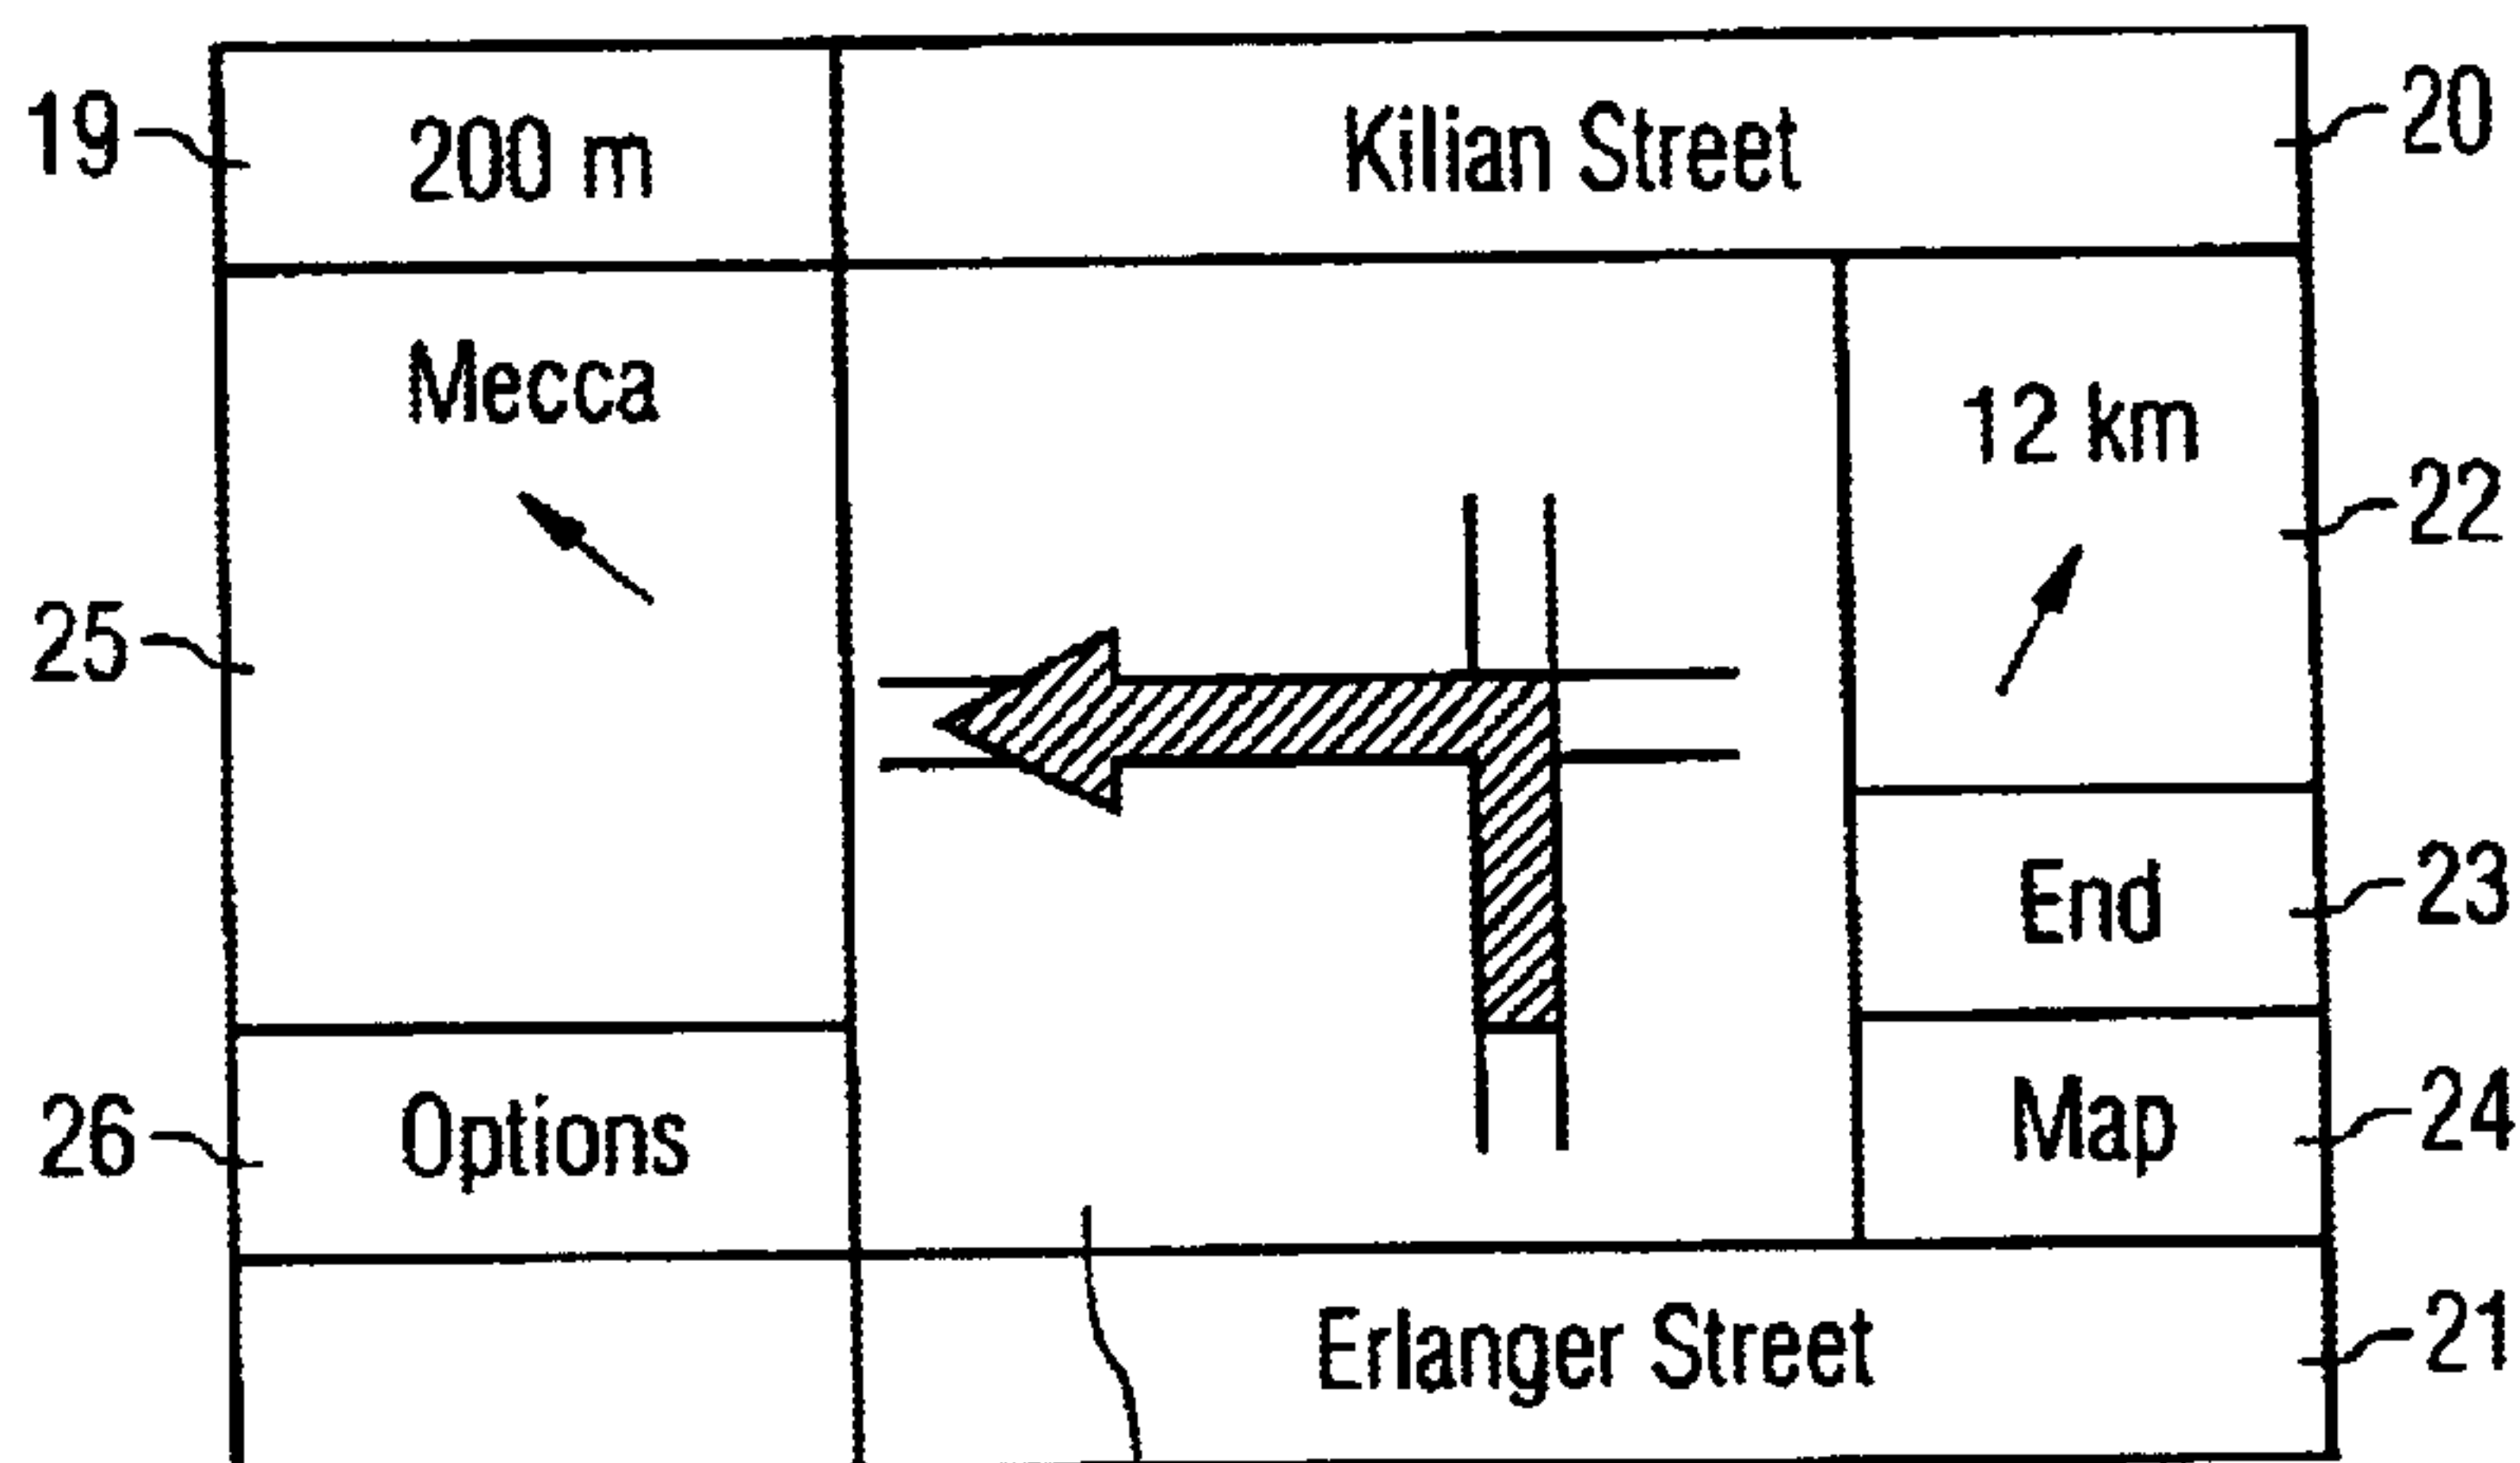 19
200 m
Kilian Street
20
Mecca
12 km
22
25
End
23
26
Options
Map
24
Erlanger Street
21